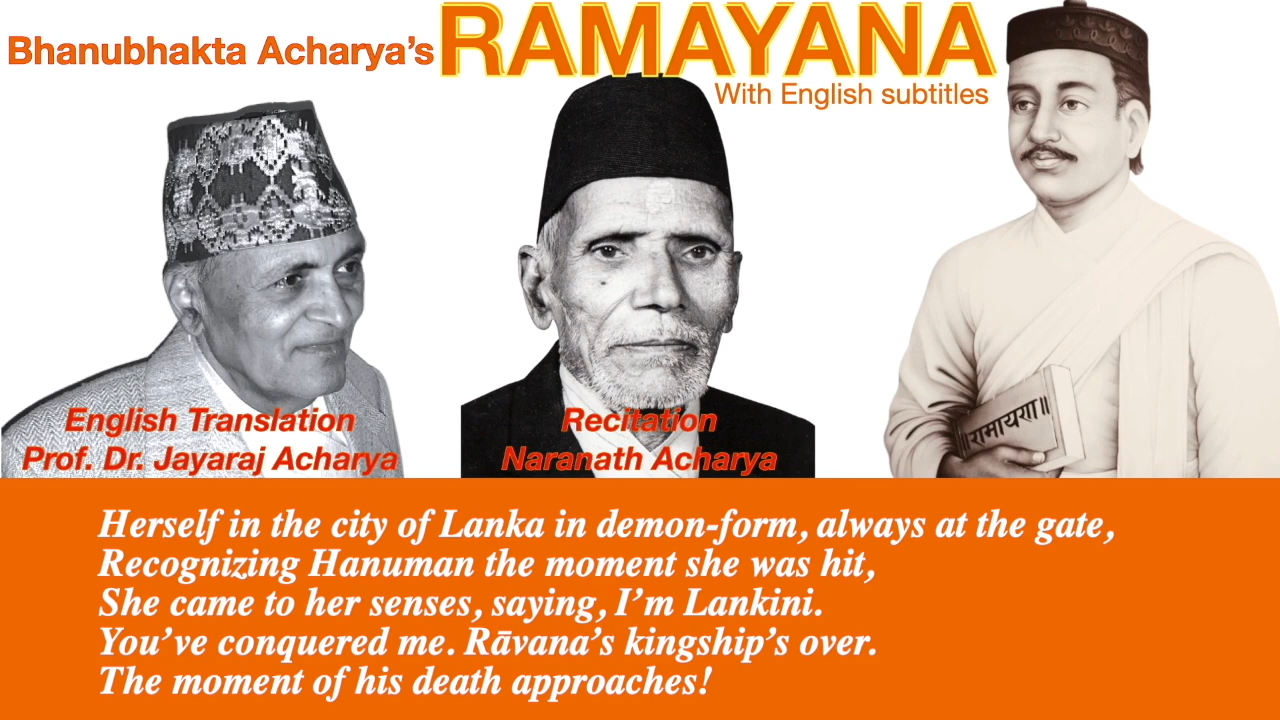 Bhanubhakta Acharya's RAMAYANA
With English subtitles
॥रामायण॥
English Translation
Prof. Dr. Jayaraj Acharya
Recitation
Naranath Acharya
Herself in the city of Lanka in demon-form, always at the gate,
Recognizing Hanuman the moment she was hit,
She came to her senses, saying, I'm Lankini.
You've conquered me. Rāvana's kingship's over.
The moment of his death approaches!